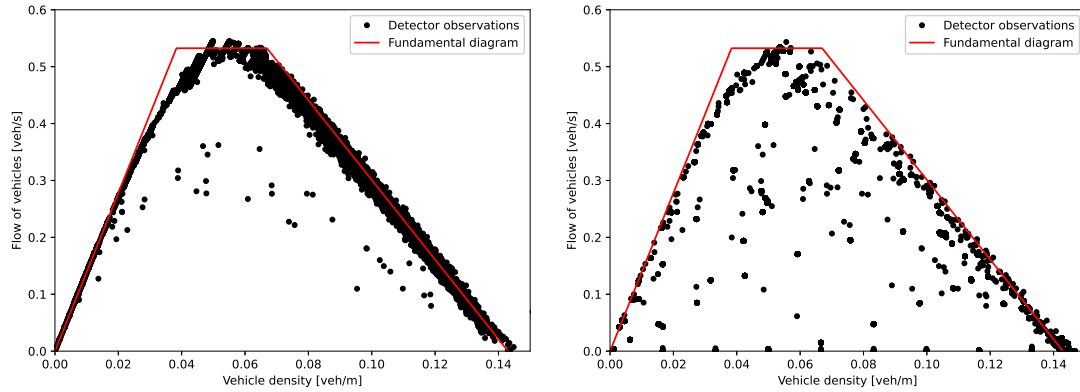 0.6
0.5
0.4
0.3
0.2
0.1
0.0
Flow of vehicles [veh/s]
0.00 0.02 0.04 0.06 0.08 0.10 0.12 0.14
Vehicle density [veh/m]
Detector observations
Fundamental diagram
0.6
0.5
0.4
0.3
0.2
0.1
0.0
Flow of vehicles [veh/s]
0.00 0.02 0.04 0.06 0.08 0.10 0.12 0.14
Vehicle density [veh/m]
Detector observations
Fundamental diagram